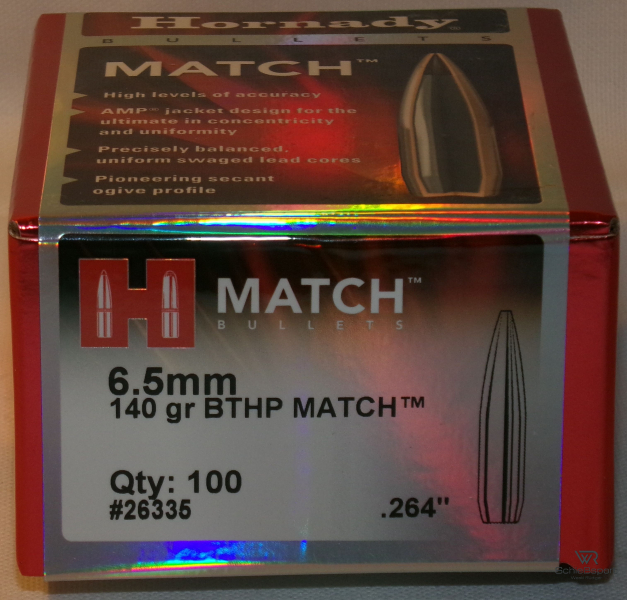 Hornady®
BULLETS
MATCH™
High levels of accuracy
AMP® jacket design for the
ultimate in concentricity
and uniformity
Precisely balanced,
uniform swaged lead cores
Pioneering secant
ogive profile
H MATCH™
BULLETS
6.5mm
140 gr BTHP MATCH™
Qty: 100
#26335 .264"
WR